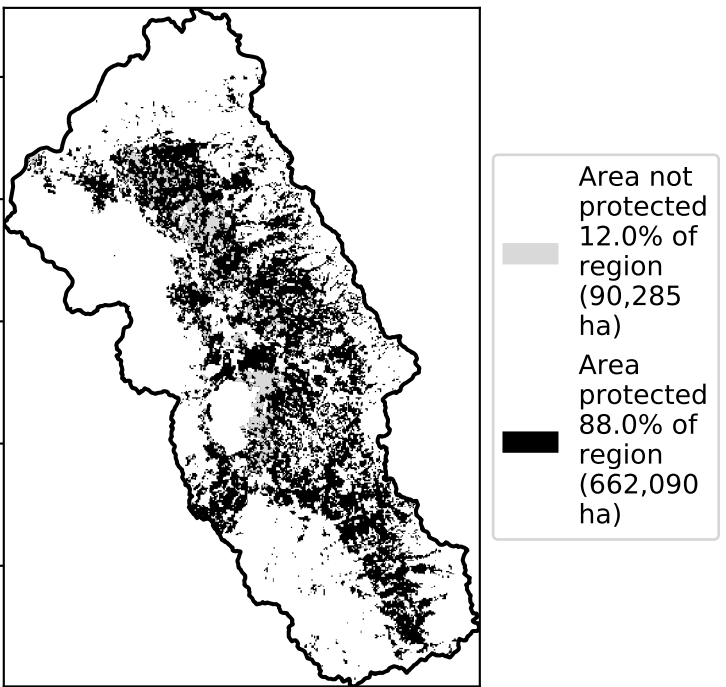 Area not
protected
12.0% of
region
(90,285
ha)
Area
protected
88.0% of
region
(662,090
ha)